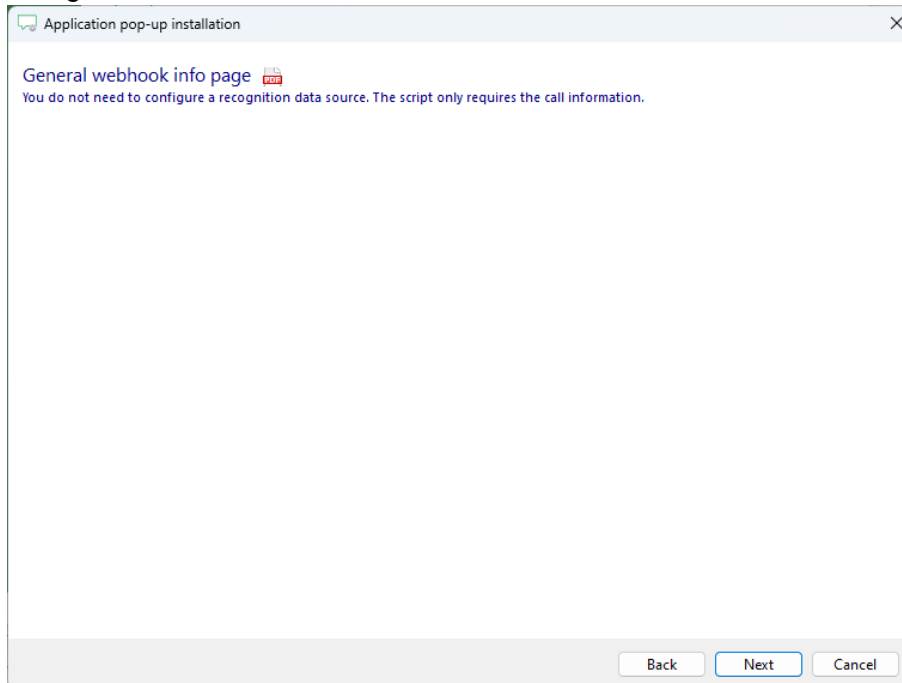 Application pop-up installation
General webhook info page
PDF
You do not need to configure a recognition data source. The script only requires the call information.
Back Next Cancel